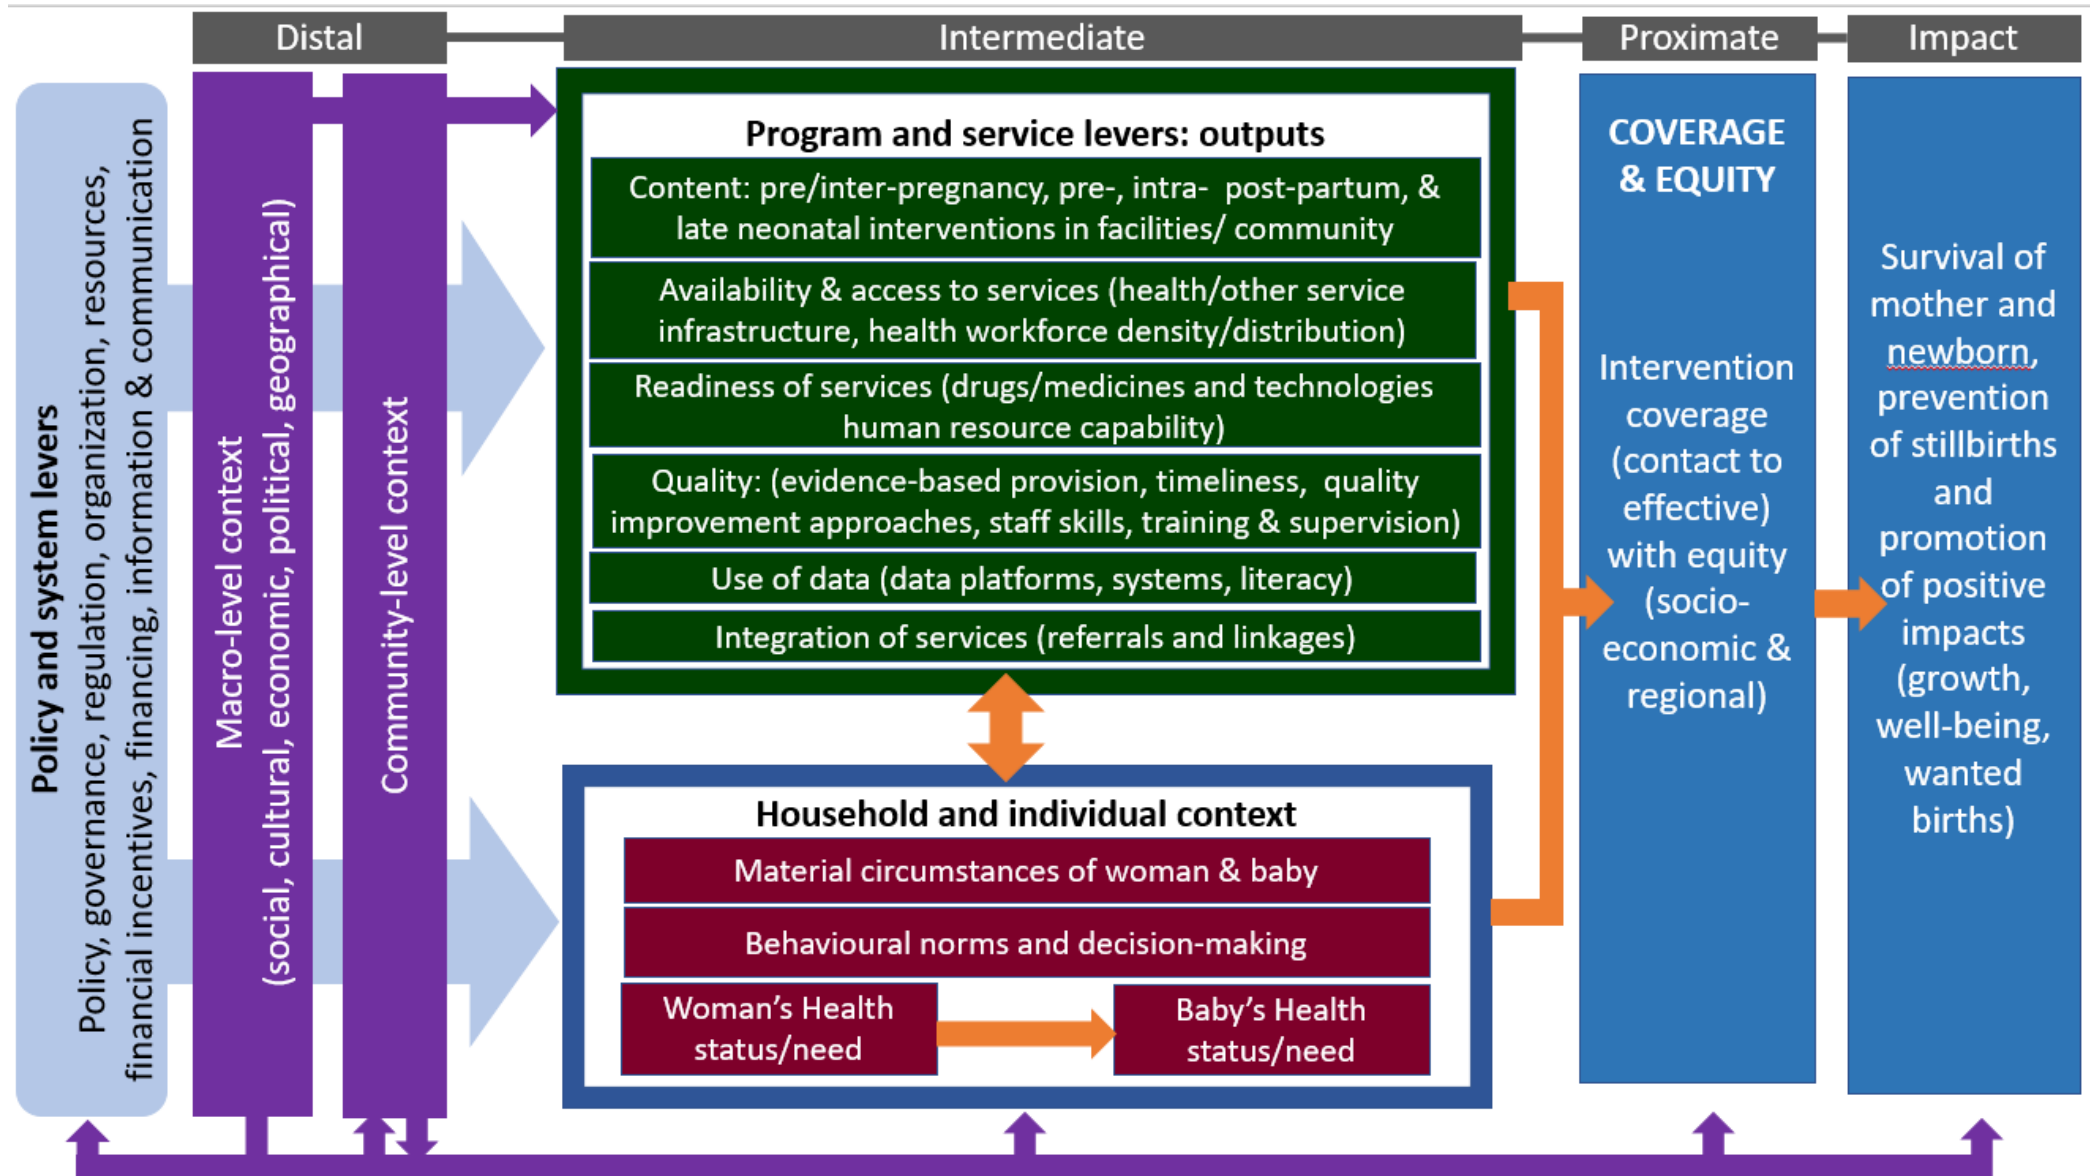 Distal
Intermediate
Proximate
Impact
Policy and system levers
Policy, governance, regulation, organization, resources,
financial incentives, financing, information & communication
Macro-level context
(social, cultural, economic, political, geographical)
Community-level context
Program and service levers: outputs
Content: pre/inter-pregnancy, pre-, intra- post-partum, &
late neonatal interventions in facilities/ community
Availability & access to services (health/other service
infrastructure, health workforce density/distribution)
Readiness of services (drugs/medicines and technologies
human resource capability)
Quality: (evidence-based provision, timeliness, quality
improvement approaches, staff skills, training & supervision)
Use of data (data platforms, systems, literacy)
Integration of services (referrals and linkages)
Household and individual context
Material circumstances of woman & baby
Behavioural norms and decision-making
Woman’s Health
status/need
Baby’s Health
status/need
COVERAGE
& EQUITY
Intervention
coverage
(contact to
effective)
with equity
(socio-
economic &
regional)
Survival of
mother and
newborn,
prevention
of stillbirths
and
promotion
of positive
impacts
(growth,
well-being,
wanted
births)